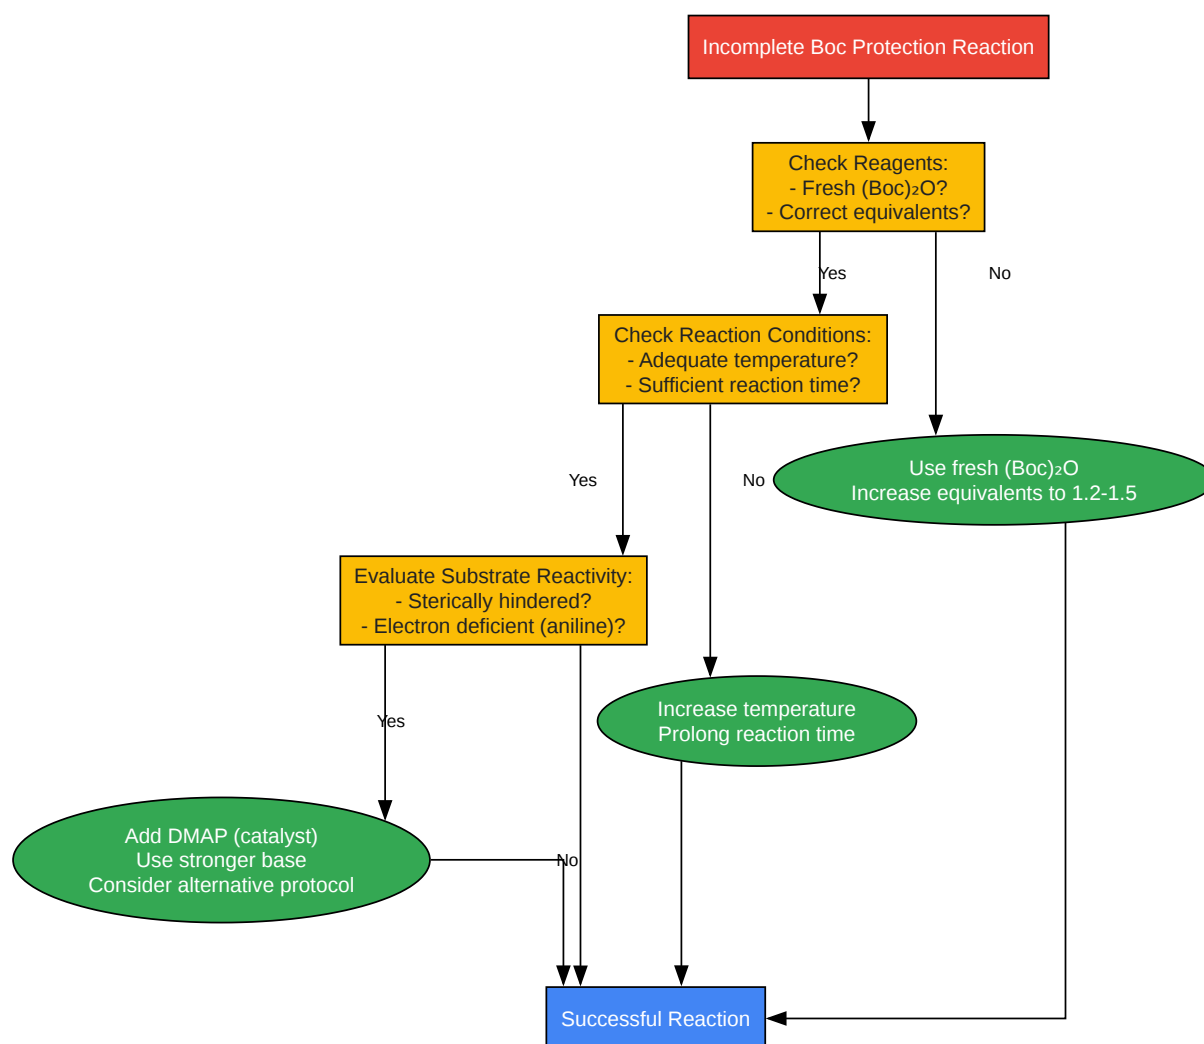 Incomplete Boc Protection Reaction
Check Reagents:
- Fresh (Boc)₂O?
- Correct equivalents?
Yes
No
Check Reaction Conditions:
- Adequate temperature?
- Sufficient reaction time?
Yes
No
Use fresh (Boc)₂O
Increase equivalents to 1.2-1.5
Evaluate Substrate Reactivity:
- Sterically hindered?
- Electron deficient (aniline)?
Yes
Increase temperature
Prolong reaction time
Add DMAP (catalyst)
Use stronger base
Consider alternative protocol
No
Successful Reaction